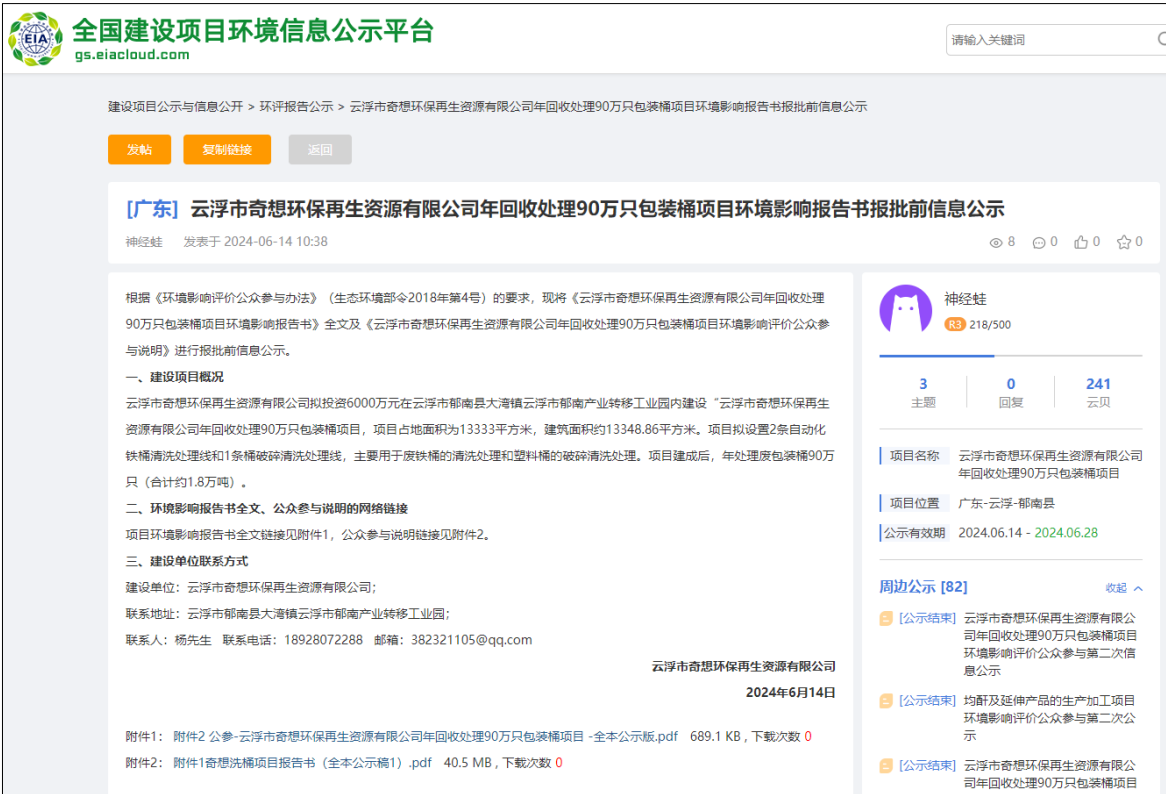 EIA
全国建设项目环境信息公示平台
gs.eiacloud.com
请输入关键词
建设项目公示与信息公开 > 环评报告公示 > 云浮市奇想环保再生资源有限公司年回收处理90万只包装桶项目环境影响报告书报批前信息公示
发帖 复制链接 返回
[广东] 云浮市奇想环保再生资源有限公司年回收处理90万只包装桶项目环境影响报告书报批前信息公示
神经蛙 发表于 2024-06-14 10:38
8 0 0 0
根据《环境影响评价公众参与办法》（生态环境部令2018年第4号）的要求，现将《云浮市奇想环保再生资源有限公司年回收处理
90万只包装桶项目环境影响报告书》全文及《云浮市奇想环保再生资源有限公司年回收处理90万只包装桶项目环境影响评价公众参
与说明》进行报批前信息公示。
一、建设项目概况
云浮市奇想环保再生资源有限公司拟投资6000万元在云浮市郁南县大湾镇云浮市郁南产业转移工业园内建设“云浮市奇想环保再生
资源有限公司年回收处理90万只包装桶项目，项目占地面积为13333平方米，建筑面积约13348.86平方米。项目拟设置2条自动化
铁桶清洗处理线和1条桶破碎清洗处理线，主要用于废铁桶的清洗处理和塑料桶的破碎清洗处理。项目建成后，年处理废包装桶90万
只（合计约1.8万吨）。
二、环境影响报告书全文、公众参与说明的网络链接
项目环境影响报告书全文链接见附件1，公众参与说明链接见附件2。
三、建设单位联系方式
建设单位：云浮市奇想环保再生资源有限公司；
联系地址：云浮市郁南县大湾镇云浮市郁南产业转移工业园；
联系人：杨先生 联系电话：18928072288 邮箱：382321105@qq.com
云浮市奇想环保再生资源有限公司
2024年6月14日
附件1： 附件2 公参-云浮市奇想环保再生资源有限公司年回收处理90万只包装桶项目 -全本公示版.pdf 689.1 KB , 下载次数 0
附件2： 附件1奇想洗桶项目报告书（全本公示稿1）.pdf 40.5 MB , 下载次数 0
神经蛙
R3 218/500
3 0 241
主题 回复 云贝
项目名称 云浮市奇想环保再生资源有限公司
年回收处理90万只包装桶项目
项目位置 广东-云浮-郁南县
公示有效期 2024.06.14 - 2024.06.28
周边公示 [82] 收起
[公示结束] 云浮市奇想环保再生资源有限公
司年回收处理90万只包装桶项目
环境影响评价公众参与第二次信
息公示
[公示结束] 均酐及延伸产品的生产加工项目
环境影响评价公众参与第二次公
示
[公示结束] 云浮市奇想环保再生资源有限公
司年回收处理90万只包装桶项目